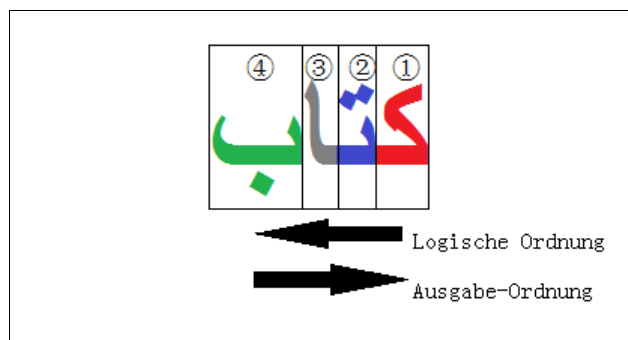 ④ ③ ② ①
كتاب
Logische Ordnung
Ausgabe-Ordnung